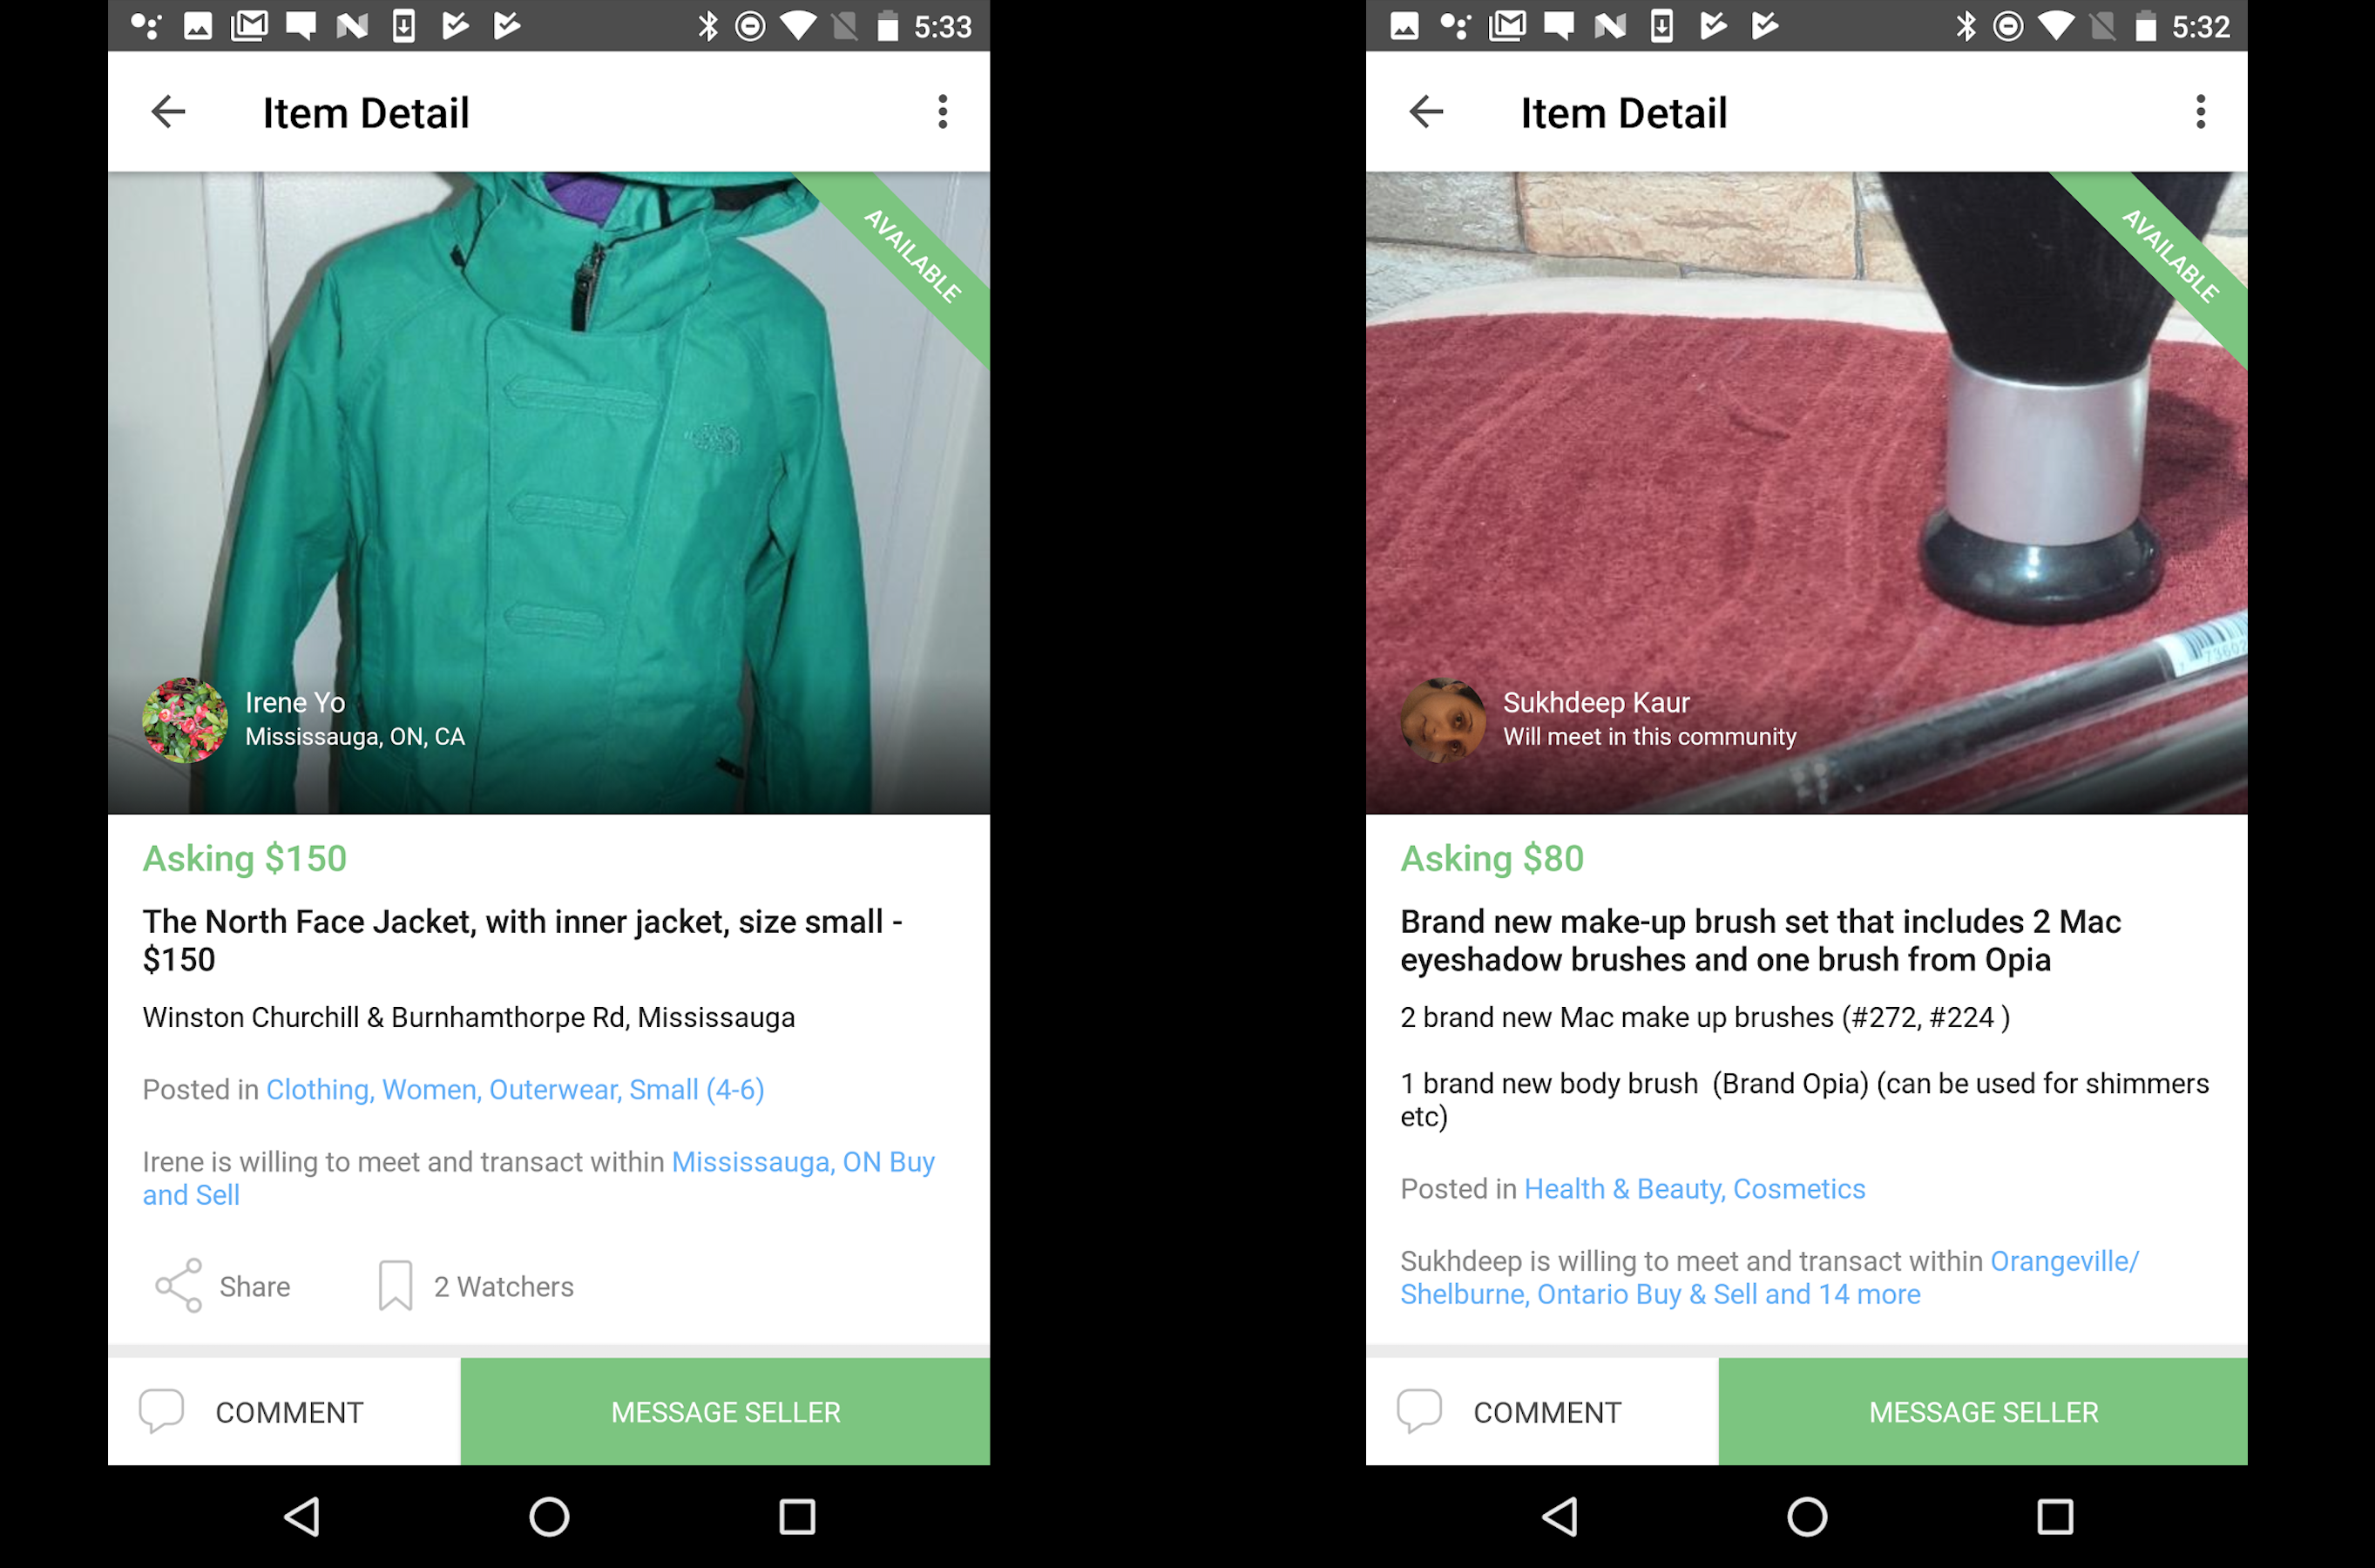 5:33
Item Detail
AVAILABLE
Irene Yo
Mississauga, ON, CA
Asking $150
The North Face Jacket, with inner jacket, size small -
$150
Winston Churchill & Burnhamthorpe Rd, Mississauga
Posted in Clothing, Women, Outerwear, Small (4-6)
Irene is willing to meet and transact within Mississauga, ON Buy
and Sell
Share
2 Watchers
COMMENT
MESSAGE SELLER
5:32
Item Detail
AVAILABLE
Sukhdeep Kaur
Will meet in this community
Asking $80
Brand new make-up brush set that includes 2 Mac
eyeshadow brushes and one brush from Opia
2 brand new Mac make up brushes (#272, #224 )
1 brand new body brush  (Brand Opia) (can be used for shimmers
etc)
Posted in Health & Beauty, Cosmetics
Sukhdeep is willing to meet and transact within Orangeville/
Shelburne, Ontario Buy & Sell and 14 more
COMMENT
MESSAGE SELLER